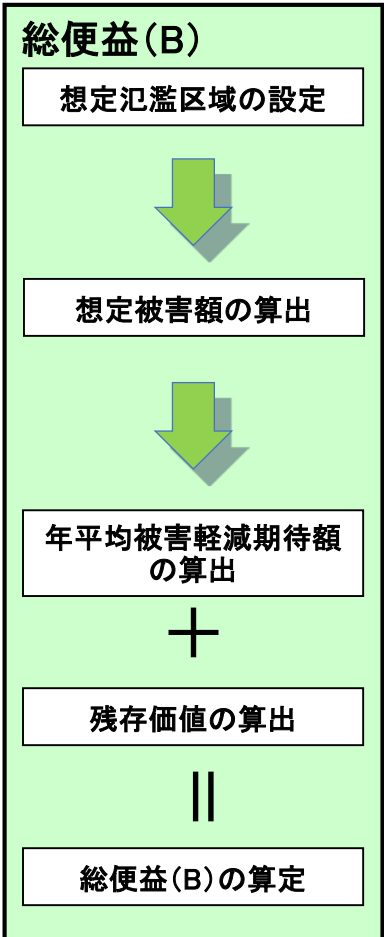 総便益(B)
想定氾濫区域の設定
想定被害額の算出
年平均被害軽減期待額
の算出
＋
残存価値の算出
||
総便益(B)の算定